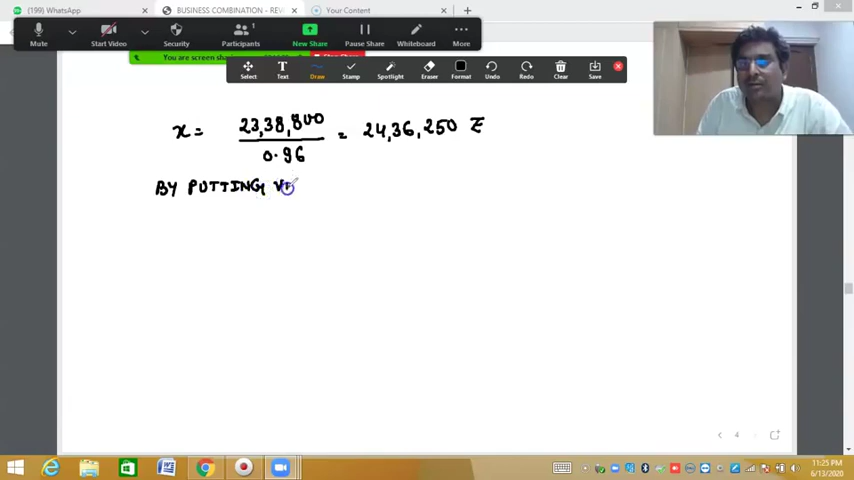 (199) WhatsApp
BUSINESS COMBINATION - REV
Your Content
Mute
Start Video
Security
1
Participants
New Share
Pause Share
Whiteboard
More
You are screen shar
Select
Text
Draw
Stamp
Spotlight
Eraser
Format
Undo
Redo
Clear
Save
x = 23,38,800
0.96
= 24,36,250 Z
BY PUTTING
4
11:25 PM
6/13/2020